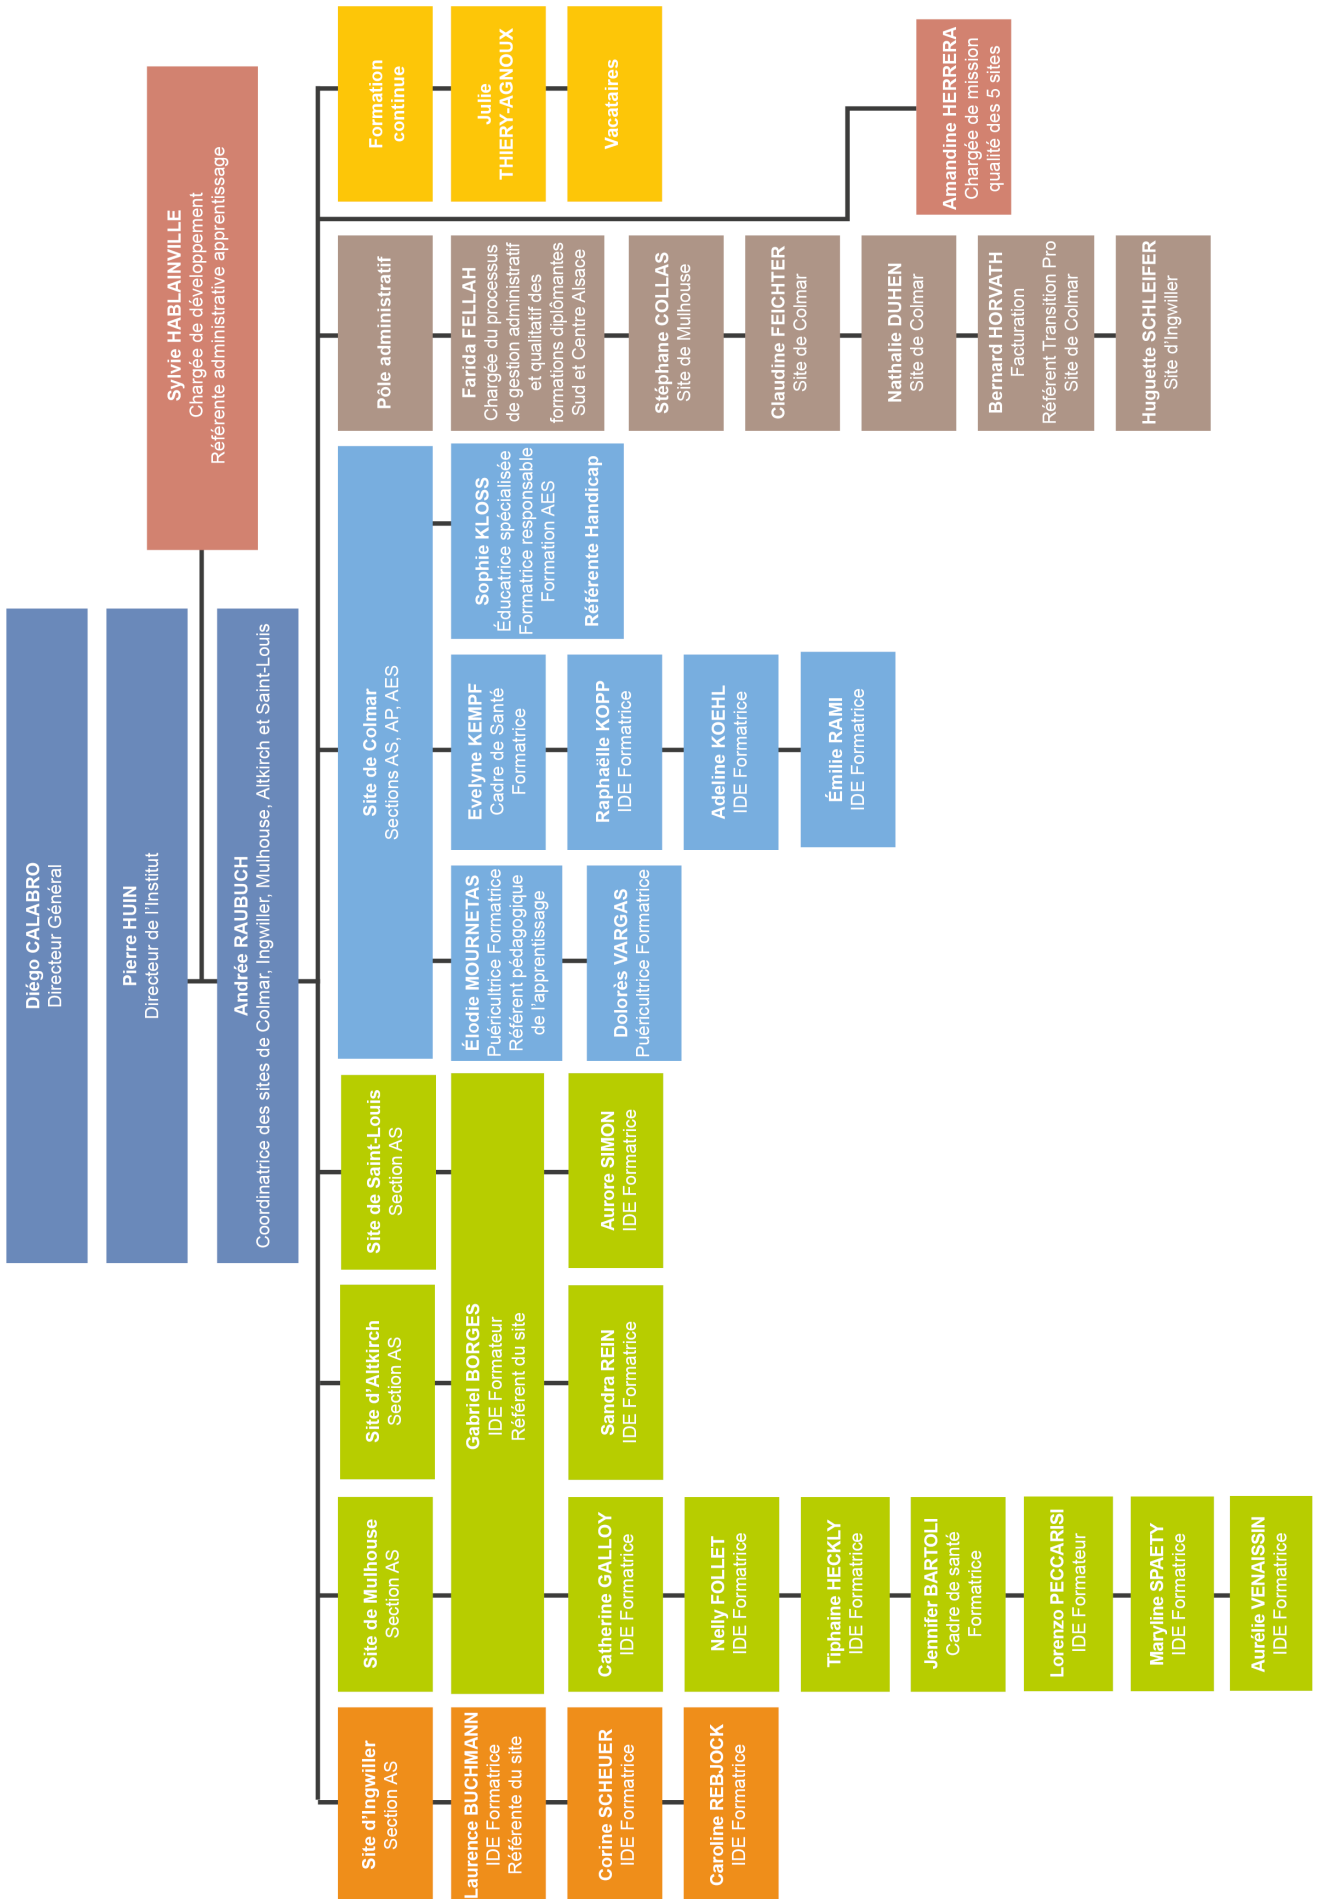 Diégo CALABRO
Directeur Général
Pierre HUIN
Directeur de l'Institut
Sylvie HABLAINVILLE
Chargée de développement
Référente administrative apprentissage
Andrée RAUBUCH
Coordinatrice des sites de Colmar, Ingwiller, Mulhouse, Altkirch et Saint-Louis
Site d'Ingwiller
Section AS
Laurence BUCHMANN
IDE Formatrice
Référente du site
Corine SCHEUER
IDE Formatrice
Caroline REBJOCK
IDE Formatrice
Site de Mulhouse
Section AS
Site d'Altkirch
Section AS
Site de Saint-Louis
Section AS
Gabriel BORGES
IDE Formateur
Référent du site
Catherine GALLOY
IDE Formatrice
Nelly FOLLET
IDE Formatrice
Tiphaine HECKLY
IDE Formatrice
Jennifer BARTOLI
Cadre de santé
Formatrice
Lorenzo PECCARISI
IDE Formateur
Maryline SPAETY
IDE Formatrice
Aurélie VENAISSIN
IDE Formatrice
Sandra REIN
IDE Formatrice
Aurore SIMON
IDE Formatrice
Site de Colmar
Sections AS, AP, AES
Élodie MOURNETAS
Puéricultrice Formatrice
Référent pédagogique
de l'apprentissage
Dolorès VARGAS
Puéricultrice Formatrice
Evelyne KEMPF
Cadre de Santé
Formatrice
Raphaëlle KOPP
IDE Formatrice
Adeline KOEHL
IDE Formatrice
Émilie RAMI
IDE Formatrice
Sophie KLOSS
Éducatrice spécialisée
Formatrice responsable
Formation AES
Référente Handicap
Pôle administratif
Farida FELLAH
Chargée du processus
de gestion administratif
et qualitatif des
formations diplômantes
Sud et Centre Alsace
Stéphane COLLAS
Site de Mulhouse
Claudine FEICHTER
Site de Colmar
Nathalie DUHEN
Site de Colmar
Bernard HORVATH
Facturation
Référent Transition Pro
Site de Colmar
Huguette SCHLEIFER
Site d'Ingwiller
Formation
continue
Julie
THIERY-AGNOUX
Vacataires
Amandine HERRERA
Chargée de mission
qualité des 5 sites